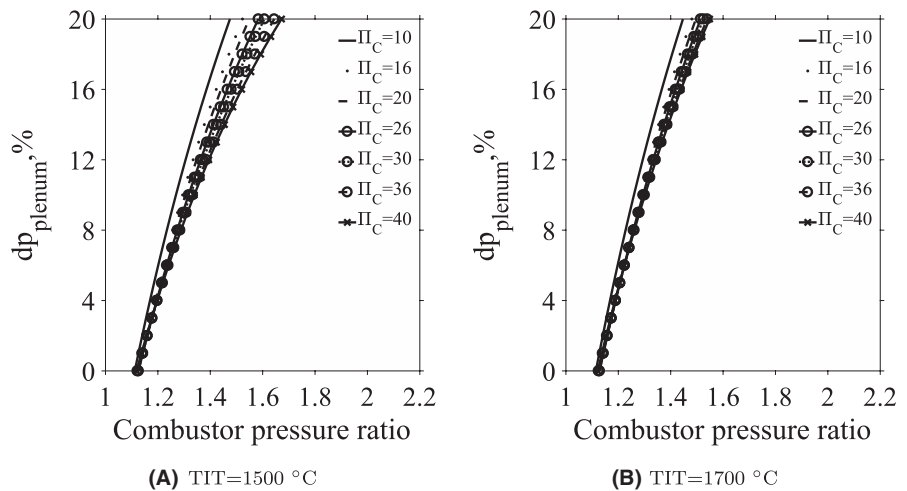 20
16
12
8
4
0
dp_plenum,%
Π_C=10
Π_C=16
Π_C=20
Π_C=26
Π_C=30
Π_C=36
Π_C=40
1 1.2 1.4 1.6 1.8 2 2.2
Combustor pressure ratio
(A) TIT=1500 °C
20
16
12
8
4
0
dp_plenum,%
Π_C=10
Π_C=16
Π_C=20
Π_C=26
Π_C=30
Π_C=36
Π_C=40
1 1.2 1.4 1.6 1.8 2 2.2
Combustor pressure ratio
(B) TIT=1700 °C